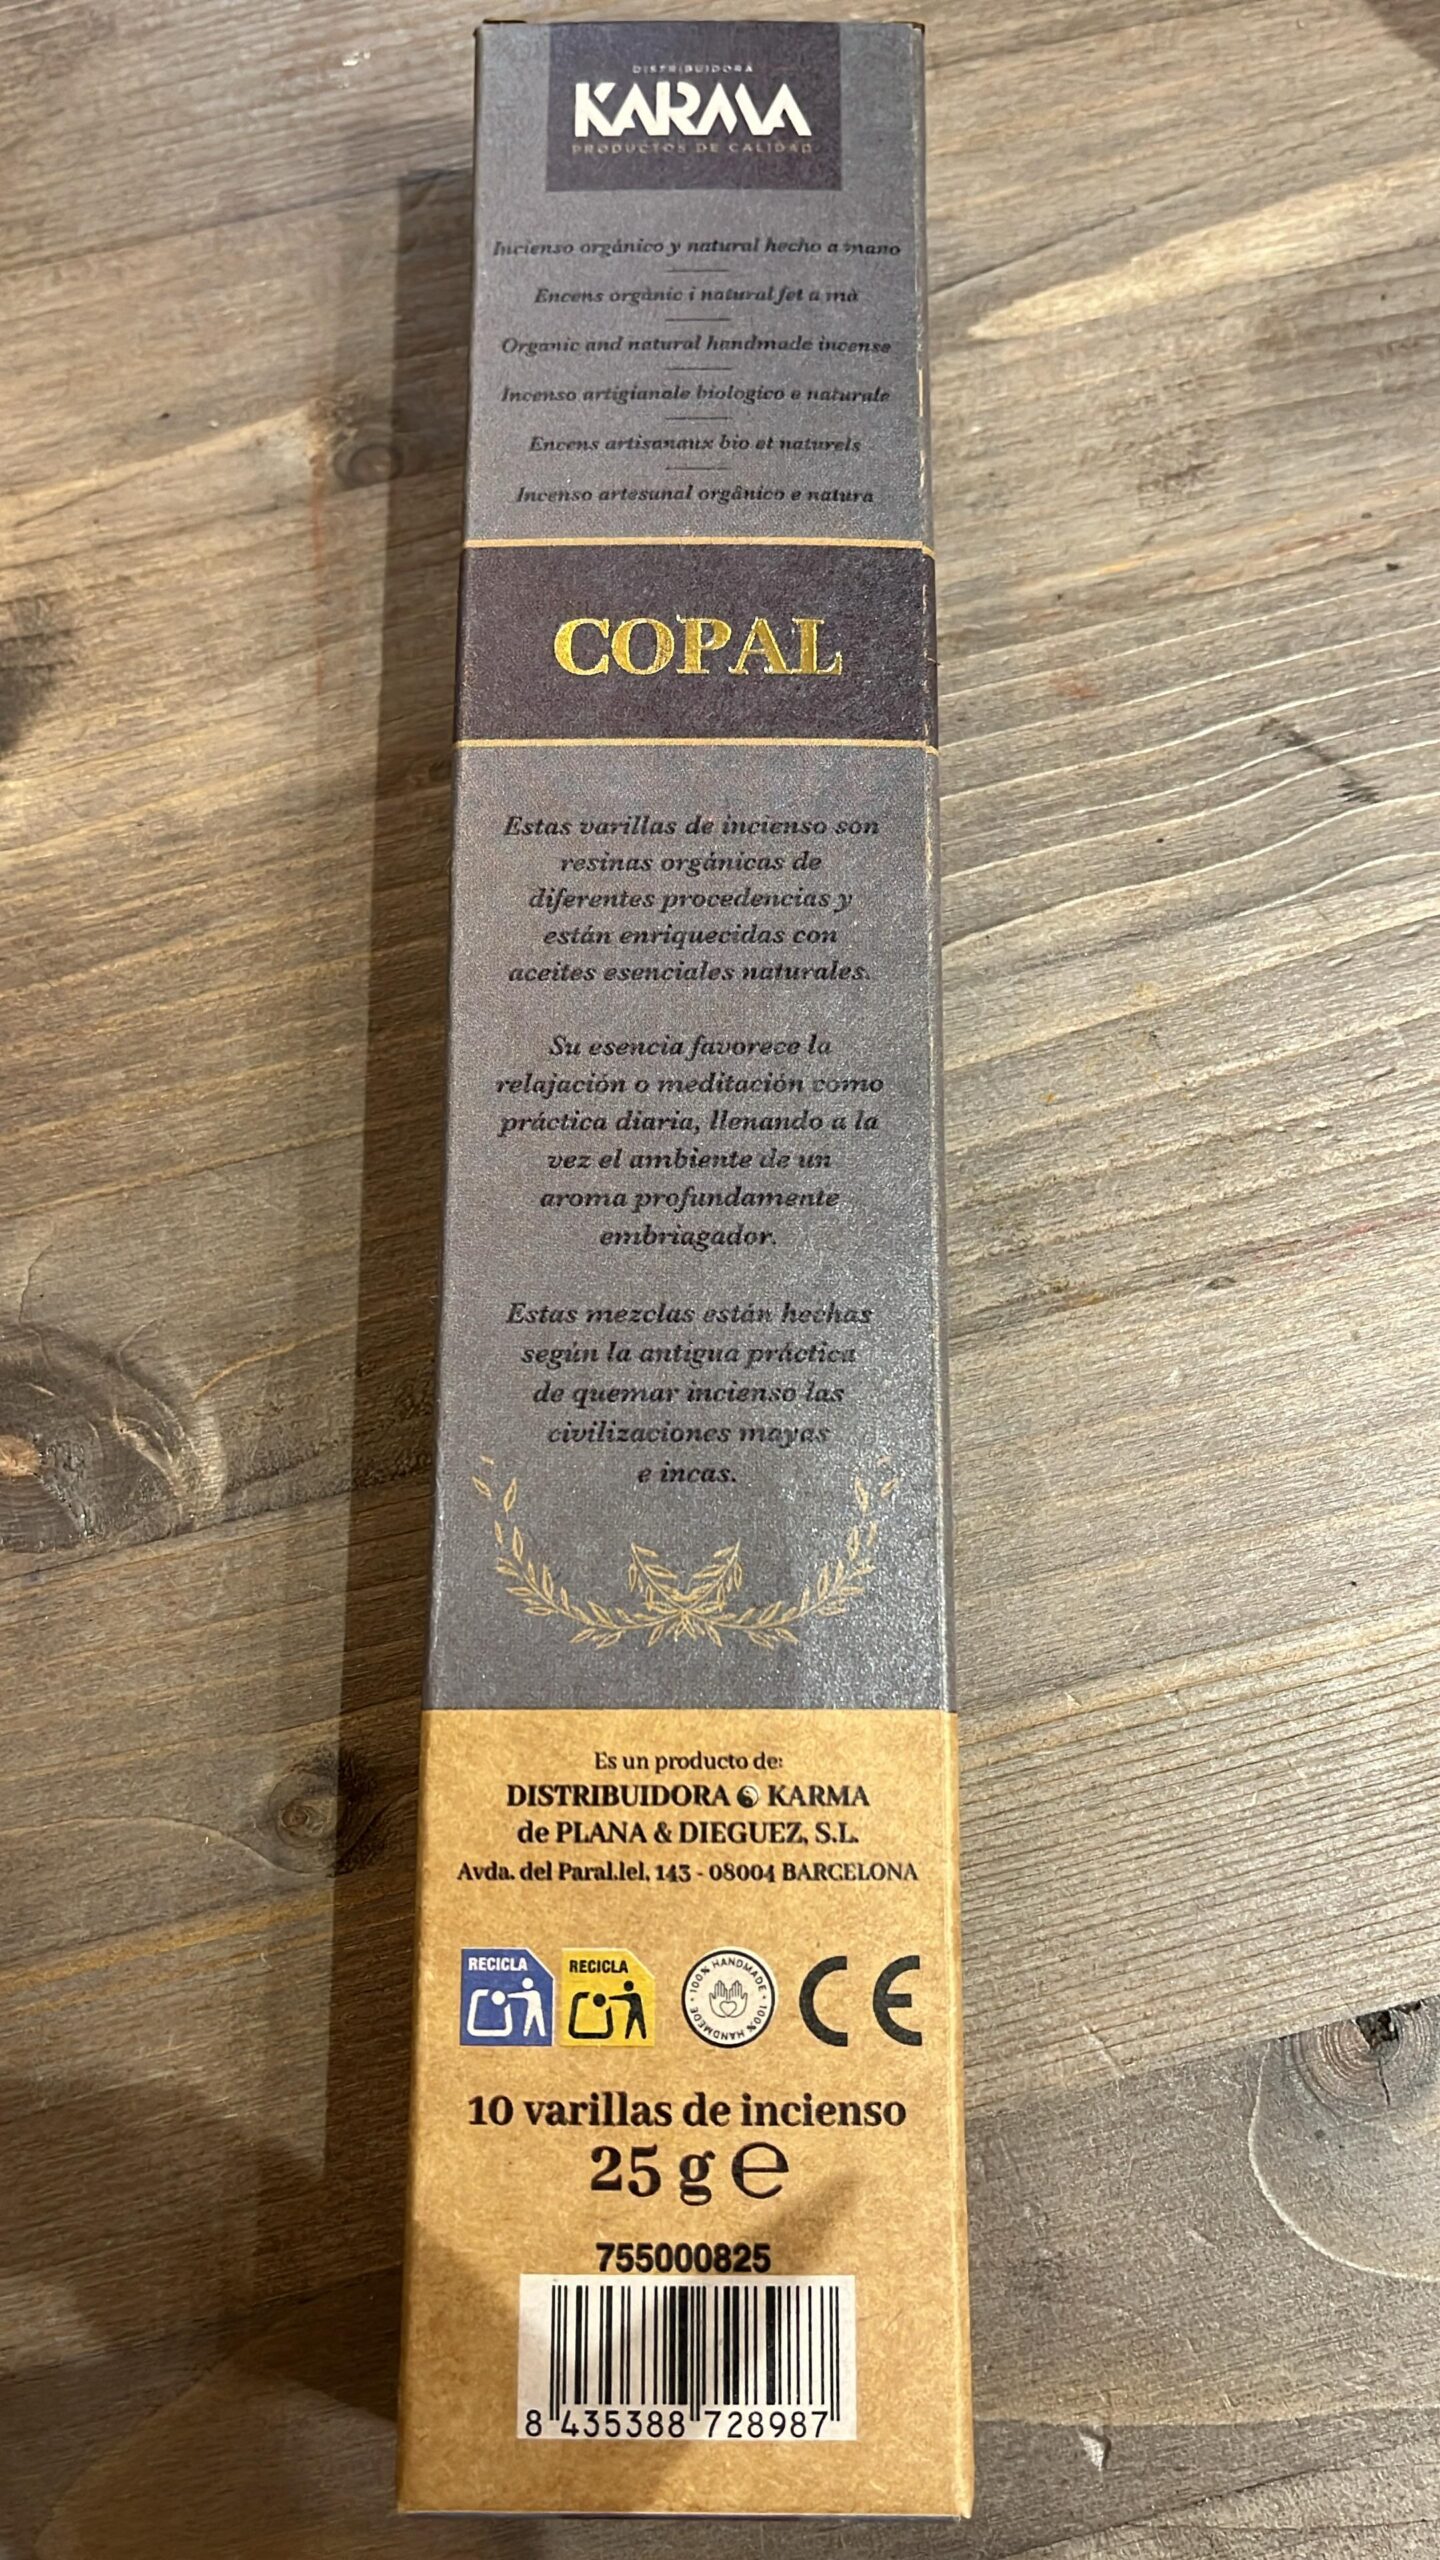 DISTRIBUIDORA
KARMA
PRODUCTOS DE CALIDAD
Incienso orgánico y natural hecho a mano
Encens orgànic i natural fet a mà
Organic and natural handmade incense
Incenso artigianale biologico e naturale
Encens artisanaux bio et naturels
Incenso artesanal orgânico e natura
COPAL
Estas varillas de incienso son
resinas orgánicas de
diferentes procedencias y
están enriquecidas con
aceites esenciales naturales.
Su esencia favorece la
relajación o meditación como
práctica diaria, llenando a la
vez el ambiente de un
aroma profundamente
embriagador.
Estas mezclas están hechas
según la antigua práctica
de quemar incienso las
civilizaciones mayas
e incas.
Es un producto de:
DISTRIBUIDORA KARMA
de PLANA & DIEGUEZ, S.L.
Avda. del Paral.lel, 143 - 08004 BARCELONA
RECICLA RECICLA 100% HANDMADE • 100% HANDMEDE • CE
10 varillas de incienso
25 g ℮
755000825
8 435388 728987